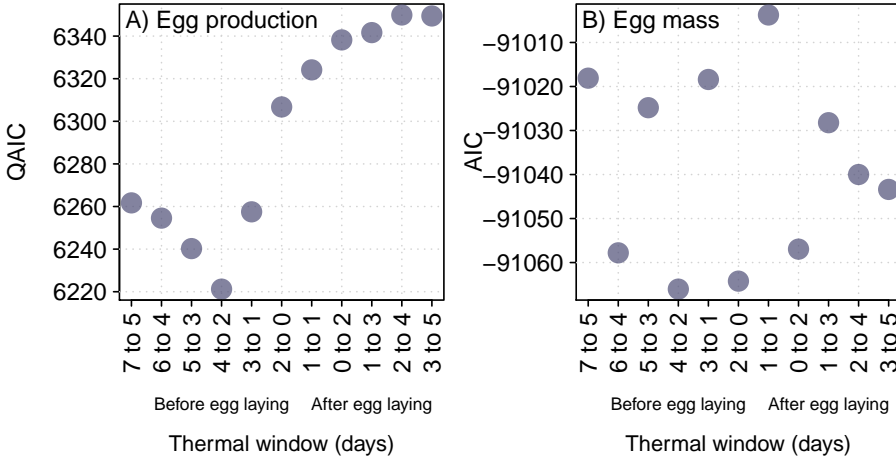 A) Egg production
QAIC
6340
6320
6300
6280
6260
6240
6220
7 to 5
6 to 4
5 to 3
4 to 2
3 to 1
2 to 0
1 to 1
0 to 2
1 to 3
2 to 4
3 to 5
Before egg laying After egg laying
Thermal window (days)
B) Egg mass
AIC
−91010
−91020
−91030
−91040
−91050
−91060
7 to 5
6 to 4
5 to 3
4 to 2
3 to 1
2 to 0
1 to 1
0 to 2
1 to 3
2 to 4
3 to 5
Before egg laying After egg laying
Thermal window (days)